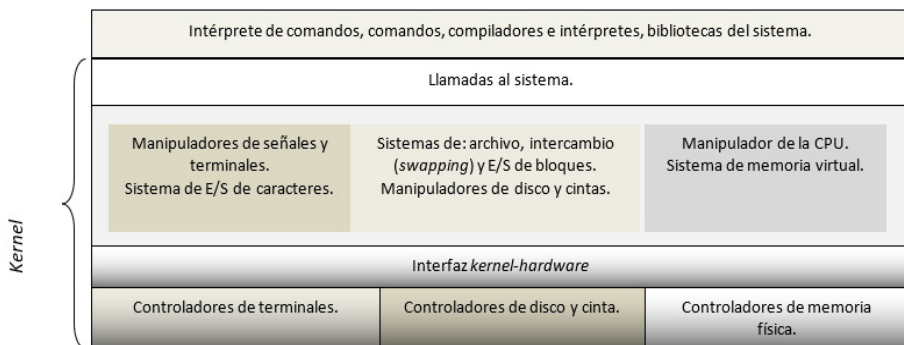 Intérprete de comandos, comandos, compiladores e intérpretes, bibliotecas del sistema.
Llamadas al sistema.
Manipuladores de señales y
terminales.
Sistema de E/S de caracteres.
Sistemas de: archivo, intercambio
(swapping) y E/S de bloques.
Manipuladores de disco y cintas.
Manipulador de la CPU.
Sistema de memoria virtual.
Kernel
Interfaz kernel-hardware
Controladores de terminales.
Controladores de disco y cinta.
Controladores de memoria
física.